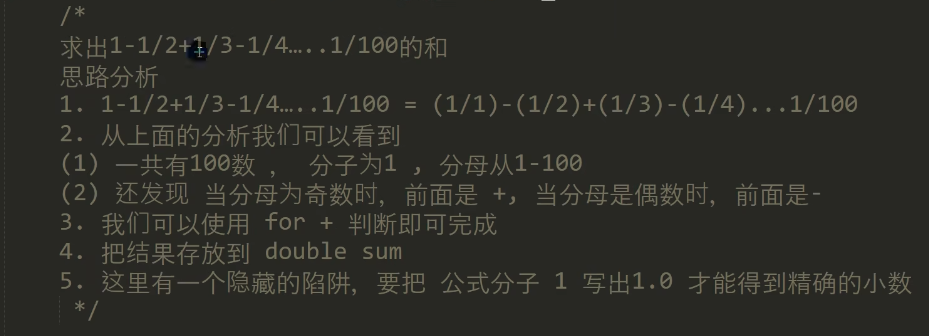 /*
求出1-1/2+1/3-1/4…..1/100的和
思路分析
1. 1-1/2+1/3-1/4…..1/100 = (1/1)-(1/2)+(1/3)-(1/4)...1/100
2. 从上面的分析我们可以看到
(1) 一共有100数 ， 分子为1 ，分母从1-100
(2) 还发现 当分母为奇数时，前面是 +，当分母是偶数时，前面是-
3. 我们可以使用 for + 判断即可完成
4. 把结果存放到 double sum
5. 这里有一个隐藏的陷阱，要把 公式分子 1 写出1.0 才能得到精确的小数
*/